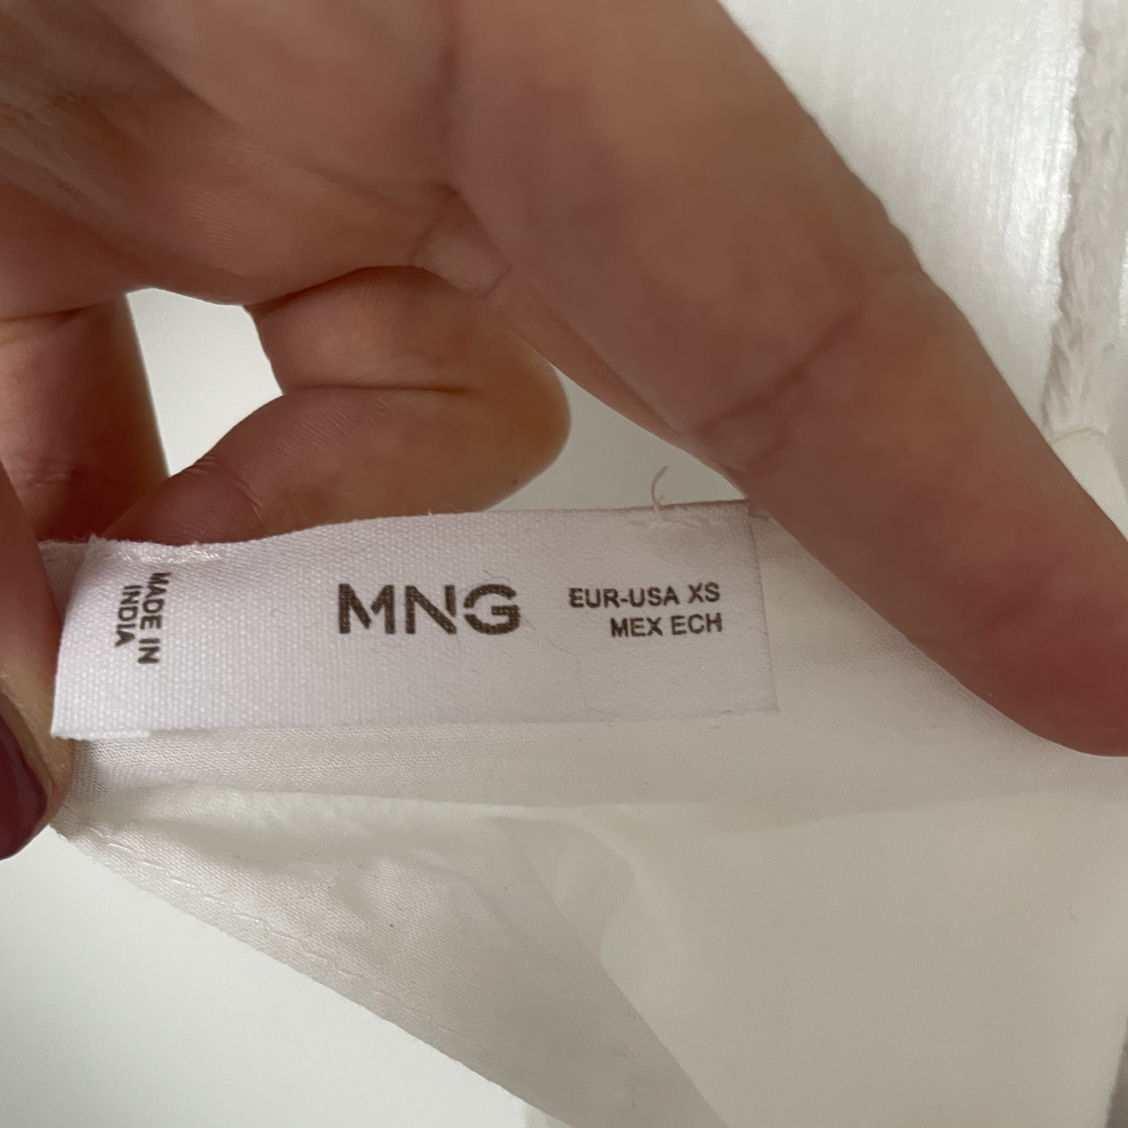 MADE IN
INDIA
MNG
EUR-USA XS
MEX ECH